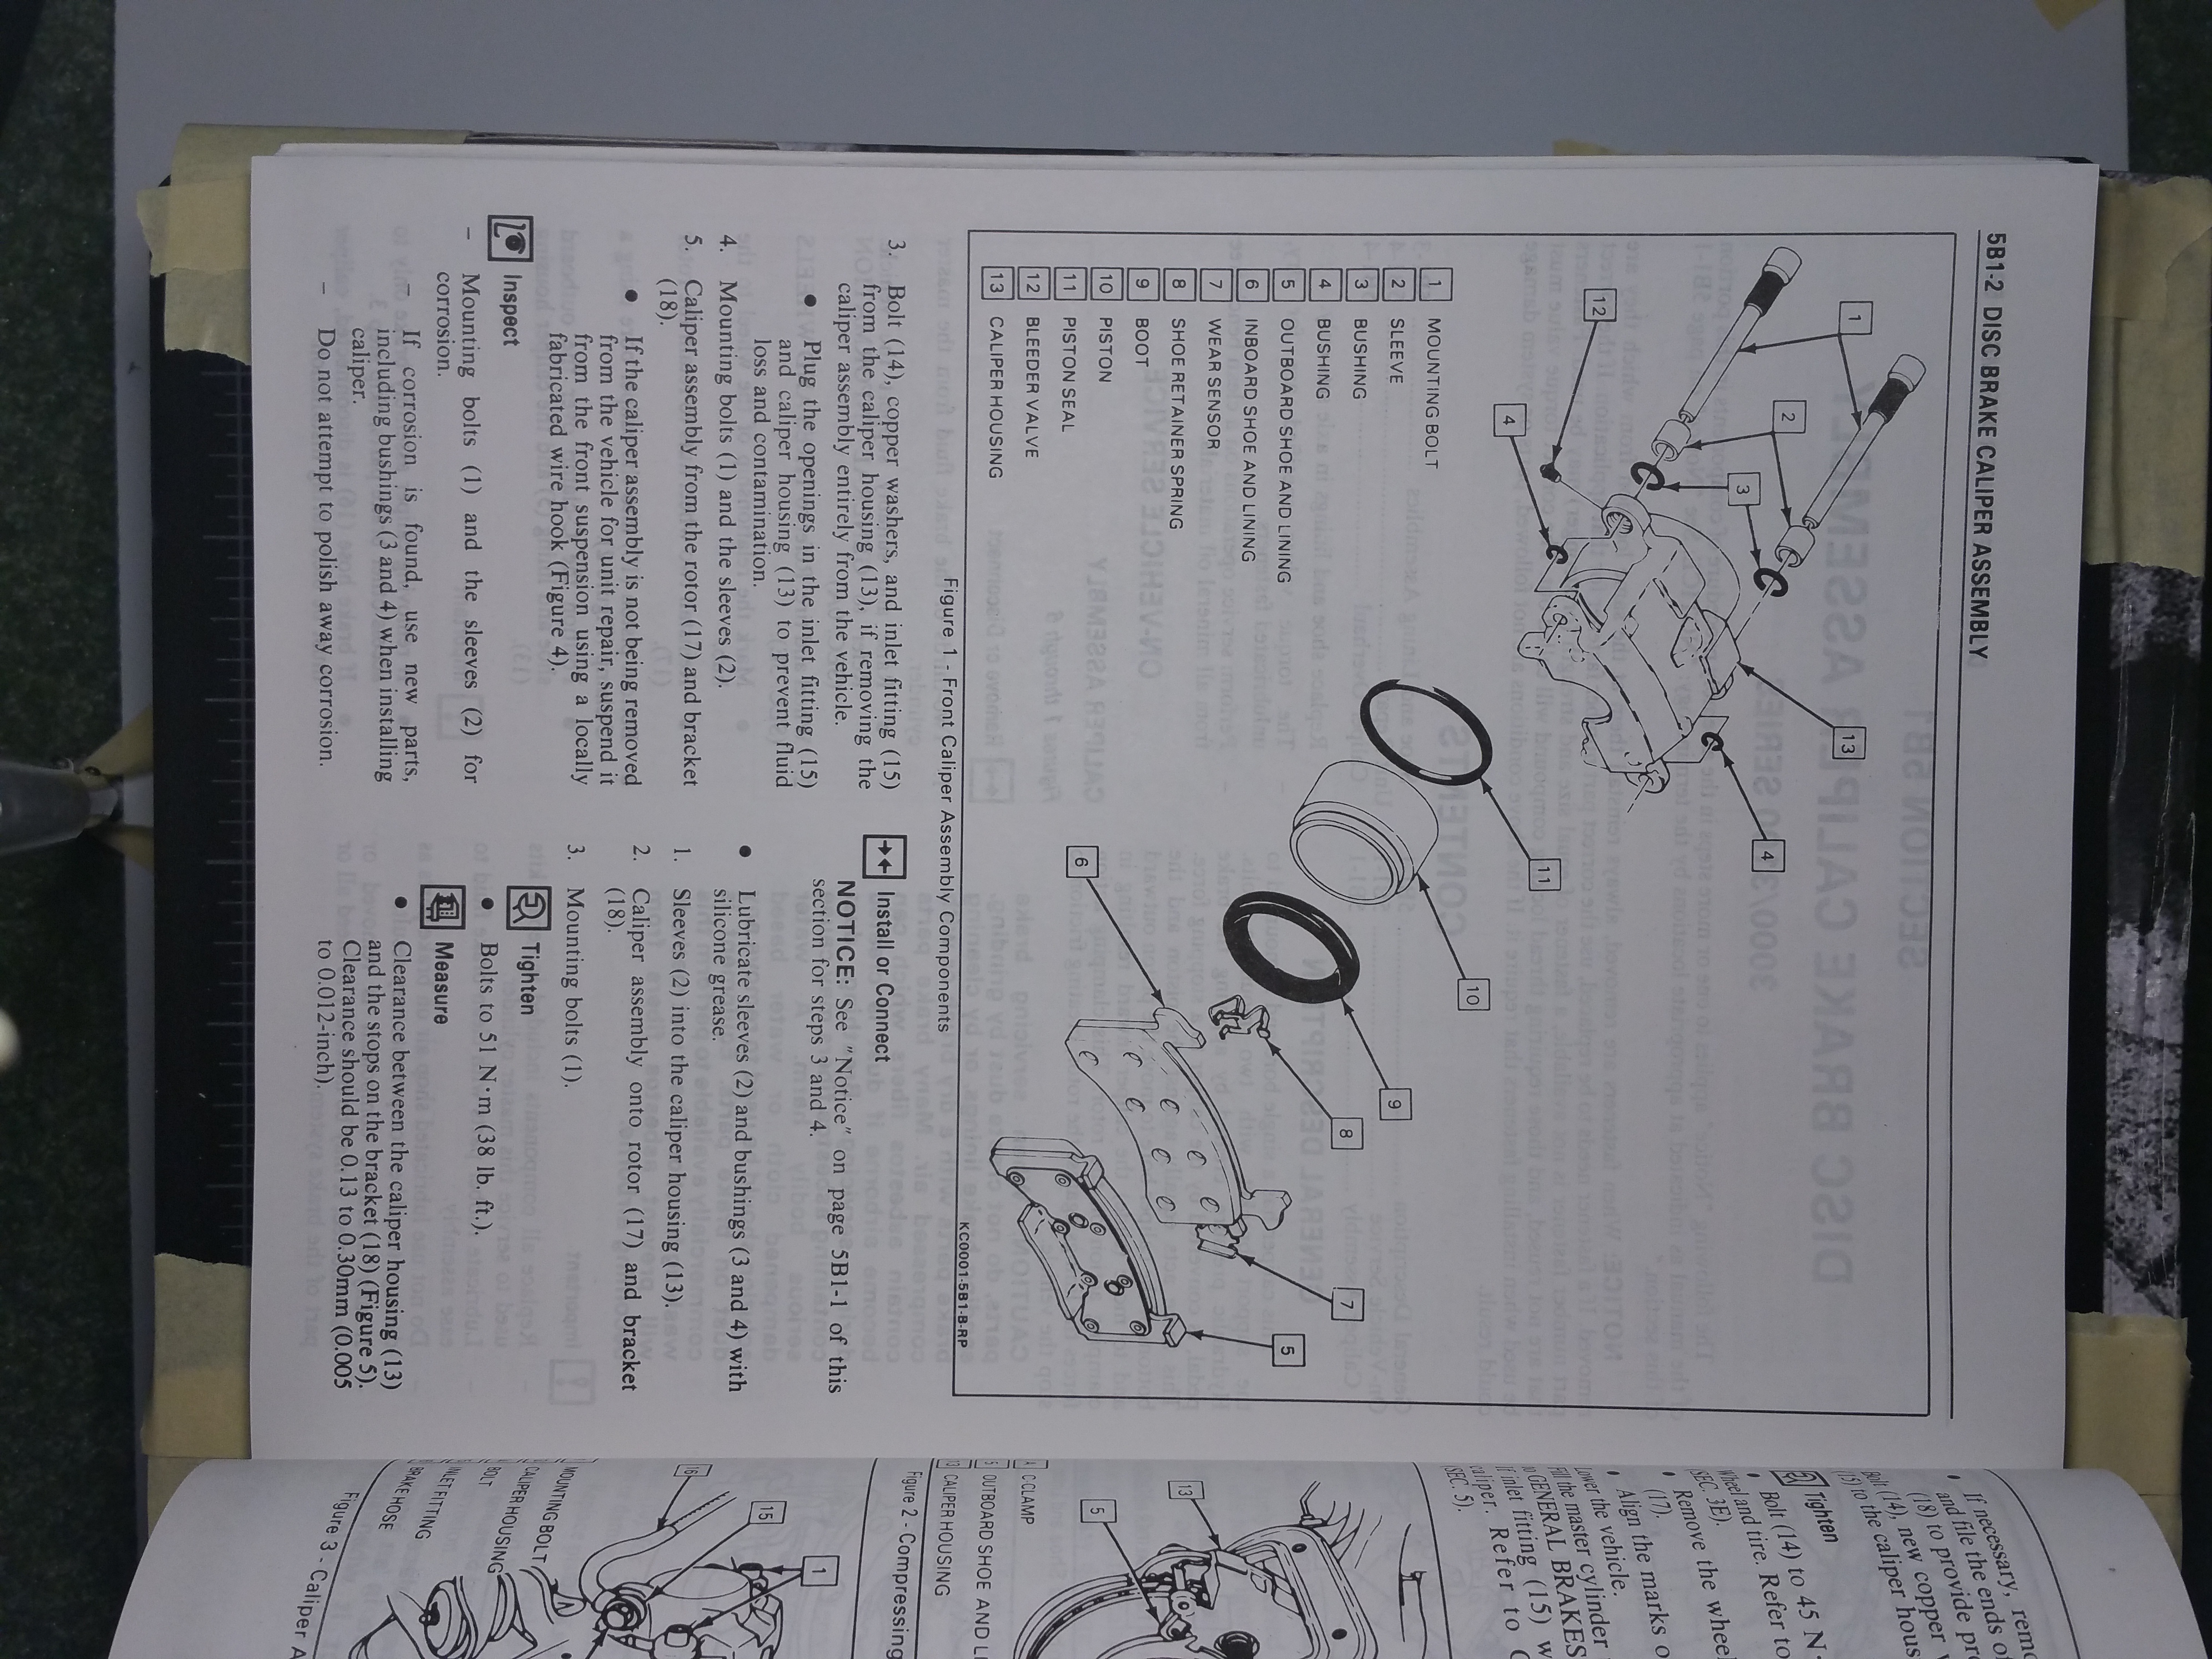 5B1-2 DISC BRAKE CALIPER ASSEMBLY
1
2
3
4
12
13
4
11
10
9
8
6
7
5
1 MOUNTING BOLT
2 SLEEVE
3 BUSHING
4 BUSHING
5 OUTBOARD SHOE AND LINING
6 INBOARD SHOE AND LINING
7 WEAR SENSOR
8 SHOE RETAINER SPRING
9 BOOT
10 PISTON
11 PISTON SEAL
12 BLEEDER VALVE
13 CALIPER HOUSING
KC0001-5B1-B-RP
Figure 1 - Front Caliper Assembly Components
3. Bolt (14), copper washers, and inlet fitting (15)
from the caliper housing (13), if removing the
caliper assembly entirely from the vehicle.
• Plug the openings in the inlet fitting (15)
and caliper housing (13) to prevent fluid
loss and contamination.
4. Mounting bolts (1) and the sleeves (2).
5. Caliper assembly from the rotor (17) and bracket
(18).
• If the caliper assembly is not being removed
from the vehicle for unit repair, suspend it
from the front suspension using a locally
fabricated wire hook (Figure 4).
Inspect
– Mounting bolts (1) and the sleeves (2) for
corrosion.
– If corrosion is found, use new parts,
including bushings (3 and 4) when installing
caliper.
– Do not attempt to polish away corrosion.
Install or Connect
NOTICE: See "Notice" on page 5B1-1 of this
section for steps 3 and 4.
• Lubricate sleeves (2) and bushings (3 and 4) with
silicone grease.
1. Sleeves (2) into the caliper housing (13).
2. Caliper assembly onto rotor (17) and bracket
(18).
3. Mounting bolts (1).
Tighten
• Bolts to 51 N·m (38 lb. ft.).
Measure
• Clearance between the caliper housing (13)
and the stops on the bracket (18) (Figure 5).
Clearance should be 0.13 to 0.30mm (0.005
to 0.012-inch).
• If necessary, remo
and file the ends of
(18) to provide pro
Bolt (14), new copper
(15) to the caliper hous
Tighten
• Bolt (14) to 45 N·
Wheel and tire. Refer to
SEC. 3E).
• Remove the wheel
• Align the marks o
(17).
Lower the vehicle.
Fill the master cylinder
GENERAL BRAKES
if inlet fitting (15) w
caliper. Refer to
SEC. 5).
13
5
C CLAMP
5 OUTBOARD SHOE AND LI
13 CALIPER HOUSING
Figure 2 - Compressing
16
15
1
MOUNTING BOLT
CALIPER HOUSING
BOLT
INLET FITTING
BRAKE HOSE
Figure 3 - Caliper A